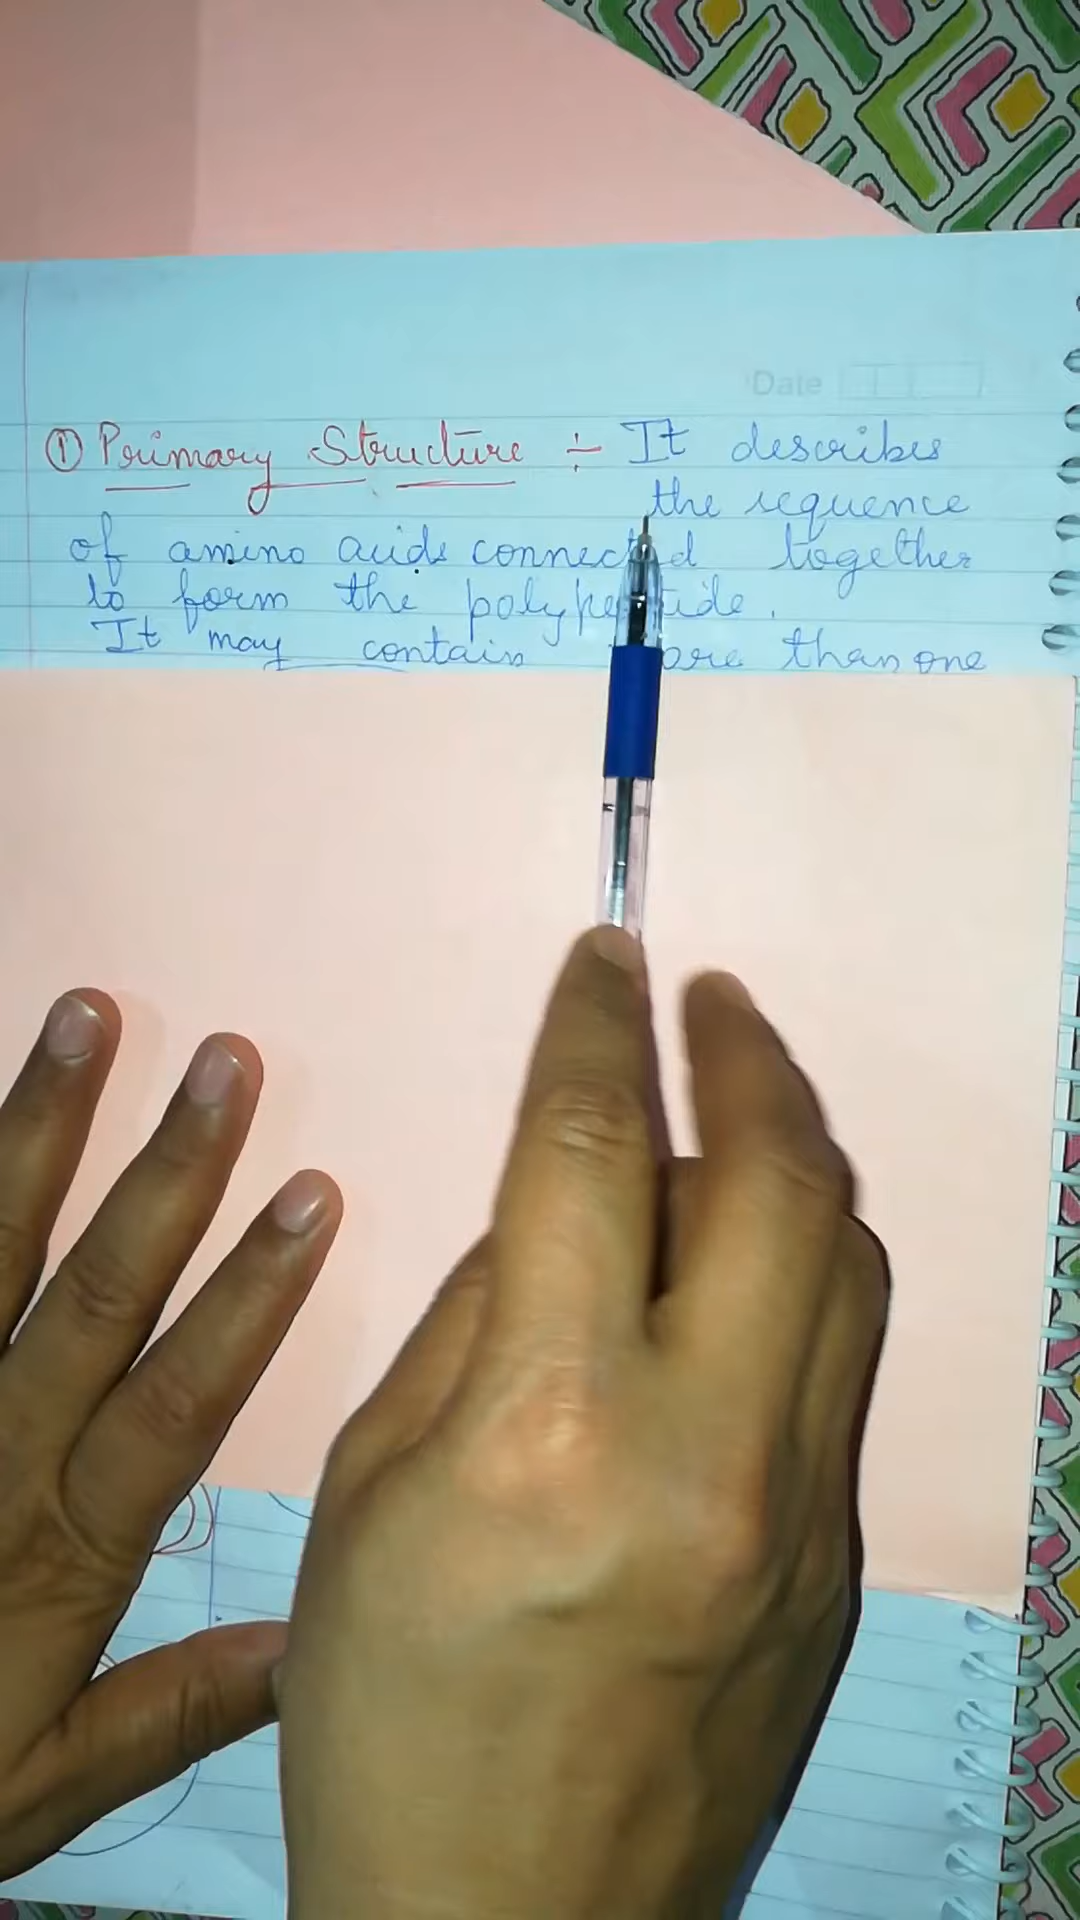 Date
① Primary Structure ÷ It describes
the sequence
of amino acids connected together
to form the polypeptide.
It may contain more than one